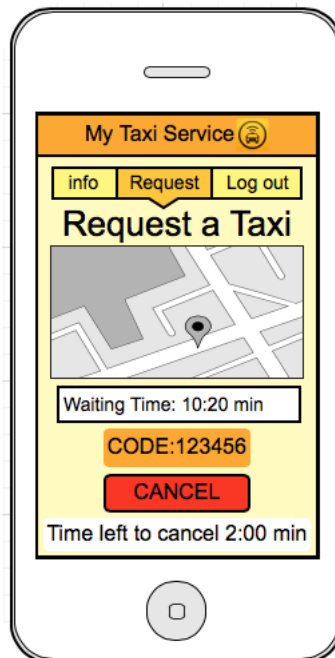 My Taxi Service
info Request Log out
Request a Taxi
Waiting Time: 10:20 min
CODE:123456
CANCEL
Time left to cancel 2:00 min